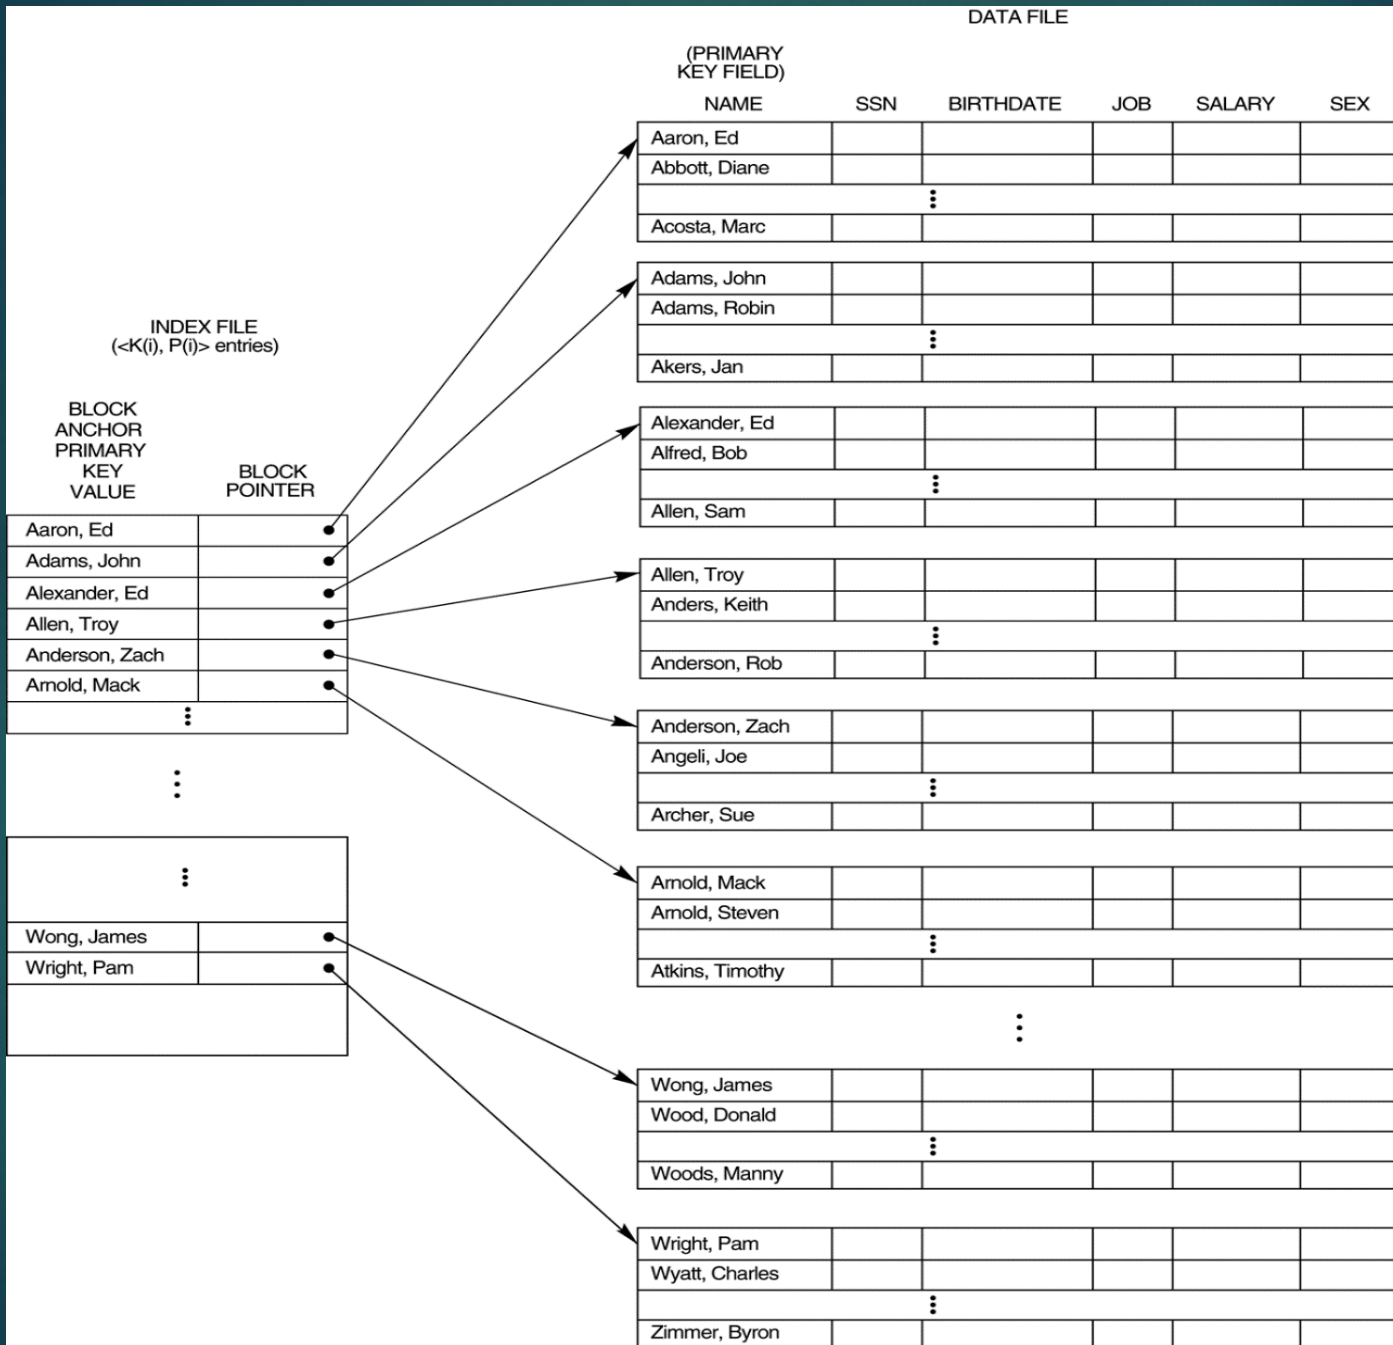 DATA FILE
(PRIMARY
KEY FIELD)
NAME SSN BIRTHDATE JOB SALARY SEX
Aaron, Ed
Abbott, Diane
Acosta, Marc
Adams, John
Adams, Robin
Akers, Jan
Alexander, Ed
Alfred, Bob
Allen, Sam
Allen, Troy
Anders, Keith
Anderson, Rob
Anderson, Zach
Angeli, Joe
Archer, Sue
Arnold, Mack
Arnold, Steven
Atkins, Timothy
Wong, James
Wood, Donald
Woods, Manny
Wright, Pam
Wyatt, Charles
Zimmer, Byron
INDEX FILE
(<K(i), P(i)> entries)
BLOCK
ANCHOR
PRIMARY
KEY
VALUE
BLOCK
POINTER
Aaron, Ed
Adams, John
Alexander, Ed
Allen, Troy
Anderson, Zach
Arnold, Mack
Wong, James
Wright, Pam